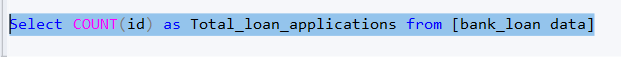 Select COUNT(id) as Total_loan_applications from [bank_loan data]